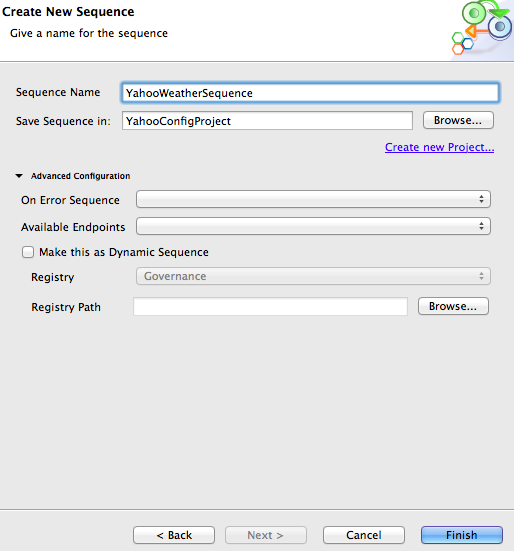 Create New Sequence
Give a name for the sequence
Sequence Name YahooWeatherSequence
Save Sequence in: YahooConfigProject Browse...
Create new Project...
Advanced Configuration
On Error Sequence
Available Endpoints
Make this as Dynamic Sequence
Registry Governance
Registry Path Browse...
< Back Next > Cancel Finish